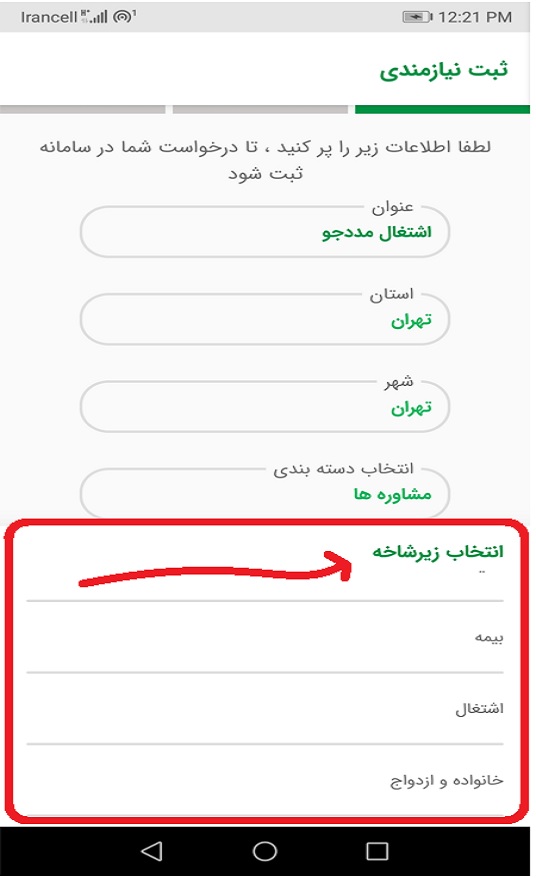 Irancell H+ 1 12:21 PM
ثبت نیازمندی
لطفا اطلاعات زیر را پر کنید ، تا درخواست شما در سامانه
ثبت شود
عنوان
اشتغال مددجو
استان
تهران
شهر
تهران
انتخاب دسته بندی
مشاوره ها
انتخاب زیرشاخه
بیمه
اشتغال
خانواده و ازدواج